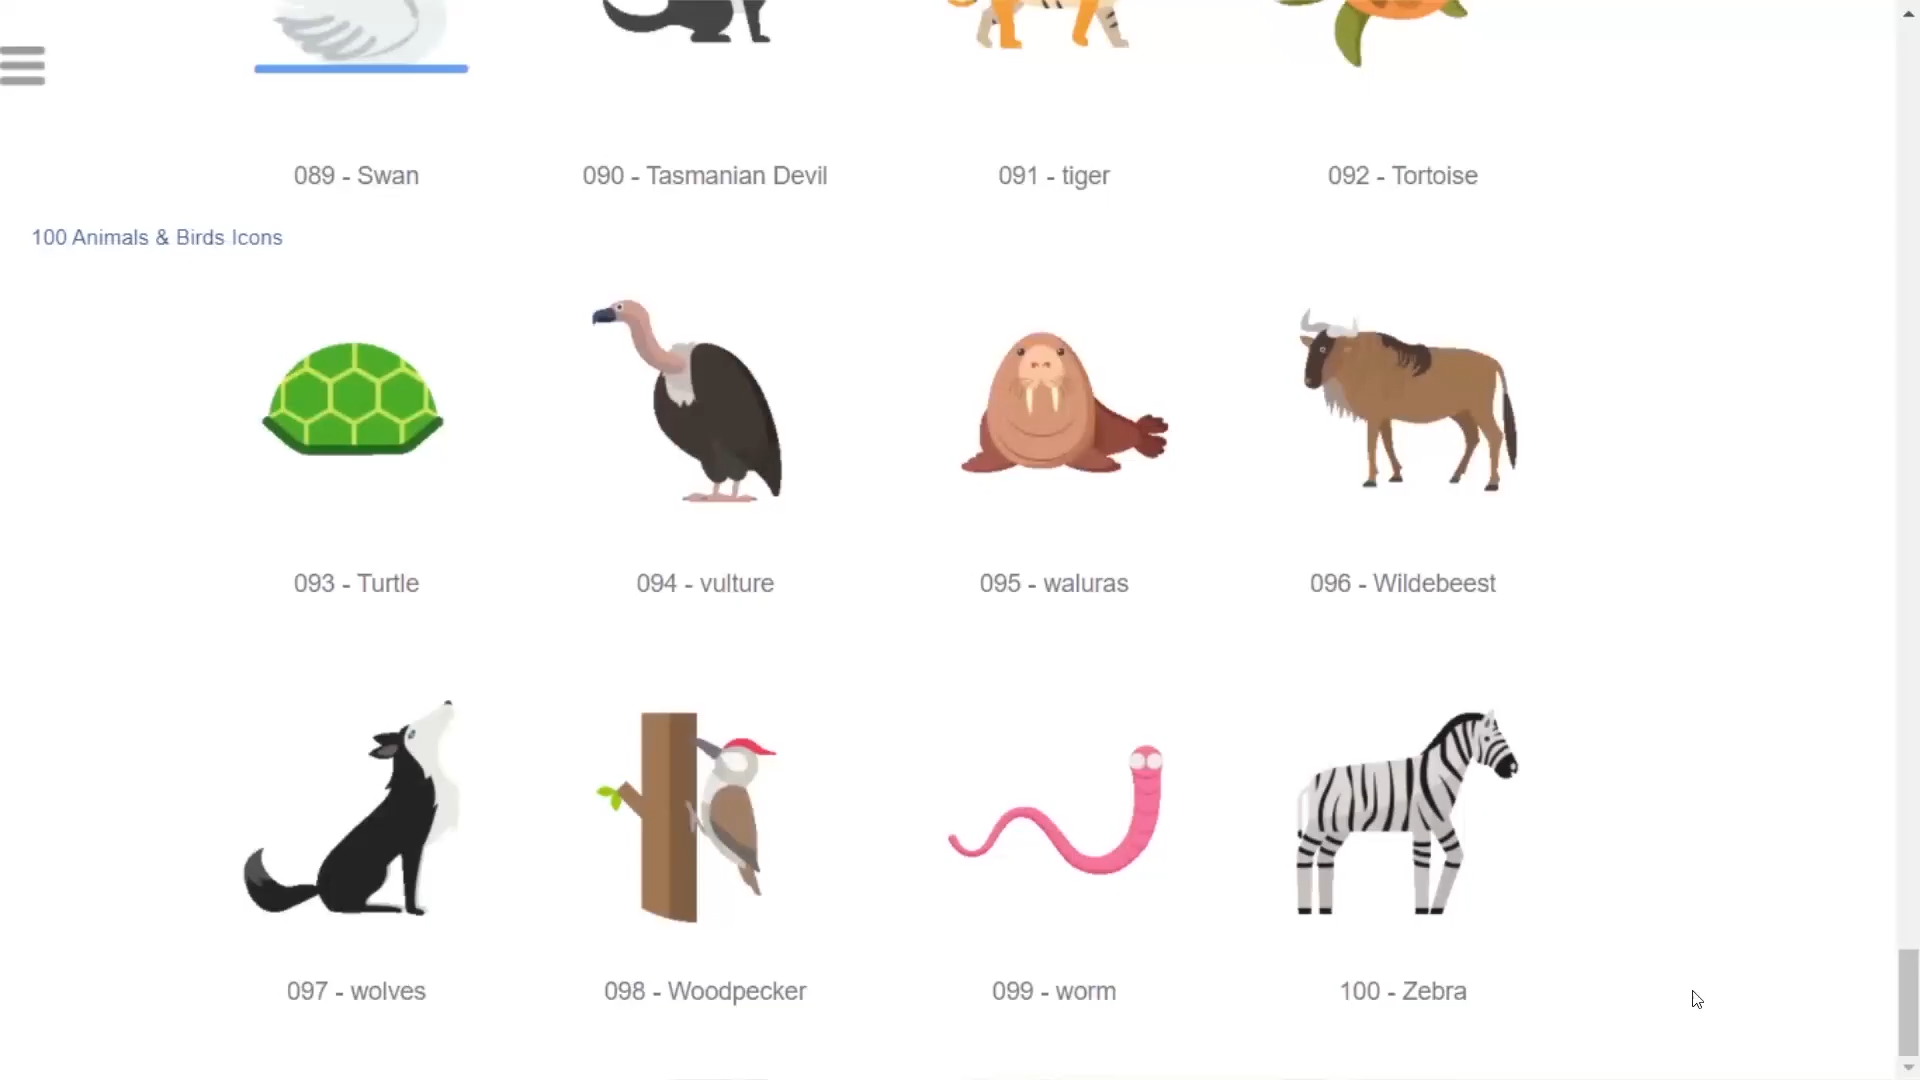 089 - Swan
090 - Tasmanian Devil
091 - tiger
092 - Tortoise
100 Animals & Birds Icons
093 - Turtle
094 - vulture
095 - waluras
096 - Wildebeest
097 - wolves
098 - Woodpecker
099 - worm
100 - Zebra